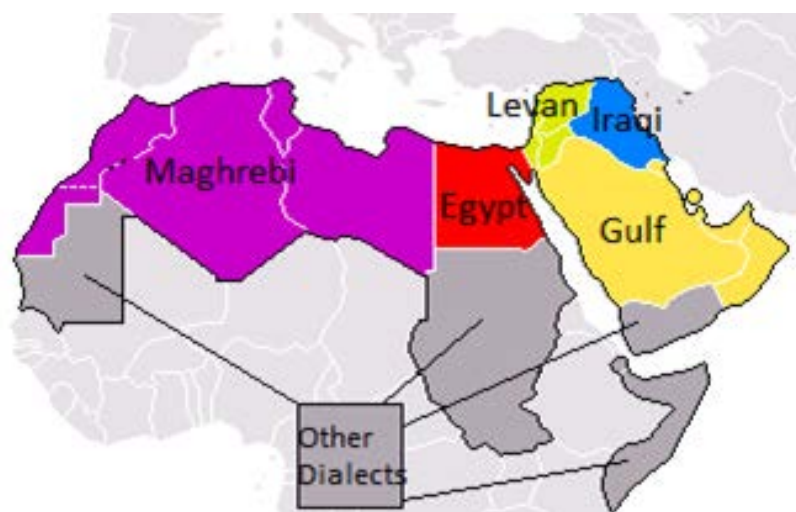 Levan
Iraqi
Maghrebi
Egypt
Gulf
Other
Dialects